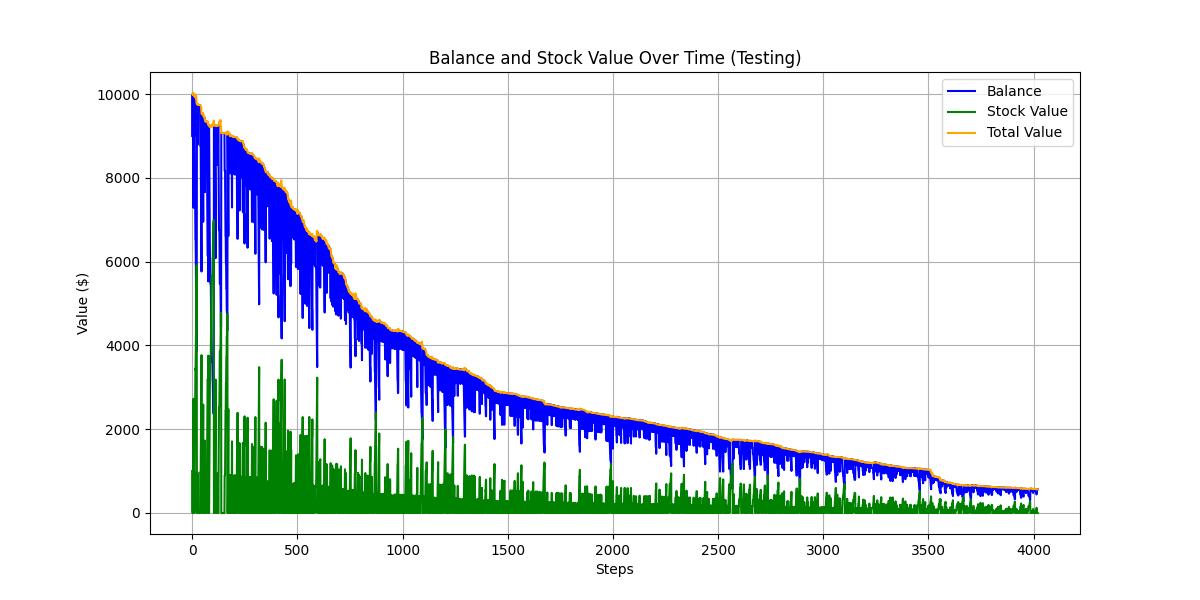 Balance and Stock Value Over Time (Testing)
Balance
Stock Value
Total Value
10000
8000
6000
4000
2000
0
Value ($)
0 500 1000 1500 2000 2500 3000 3500 4000
Steps